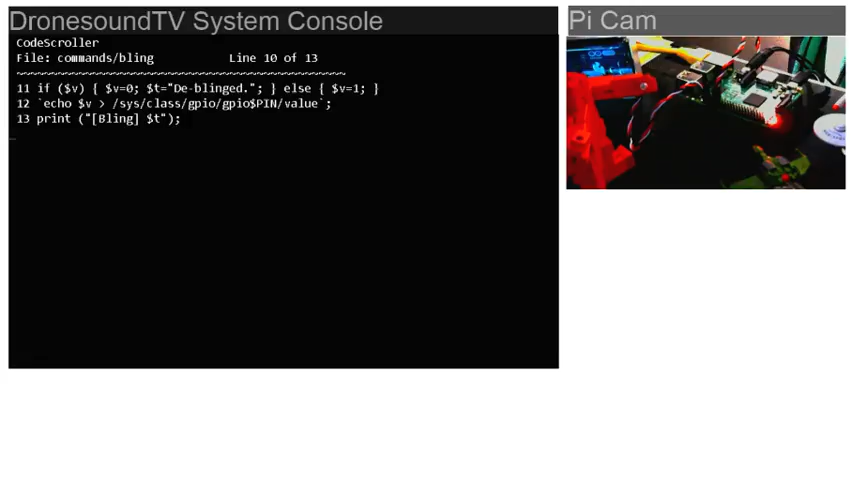 DronesoundTV System Console
Pi Cam
CodeScroller
File: commands/bling Line 10 of 13
~~~~~~~~~~~~~~~~~~~~~~~~~~~~~~~~~~~~~~~~~~~~~~~~
11 if ($v) { $v=0; $t="De-blinged."; } else { $v=1; }
12 `echo $v > /sys/class/gpio/gpio$PIN/value`;
13 print ("[Bling] $t");